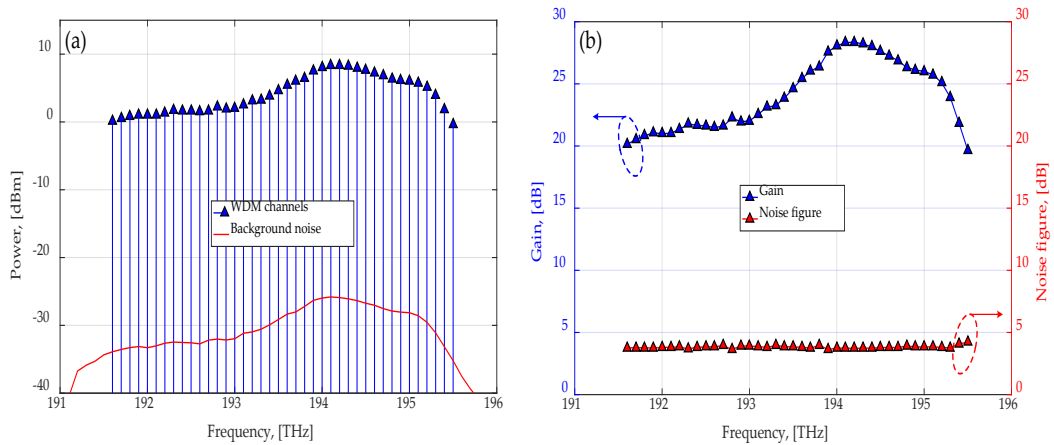 (a)
10
0
-10
-20
-30
-40
191
192
193
194
195
196
Power, [dBm]
Frequency, [THz]
WDM channels
Background noise
(b)
30
25
20
15
10
5
0
191
192
193
194
195
196
Gain, [dB]
Frequency, [THz]
Gain
Noise figure
30
25
20
15
10
5
0
Noise figure, [dB]